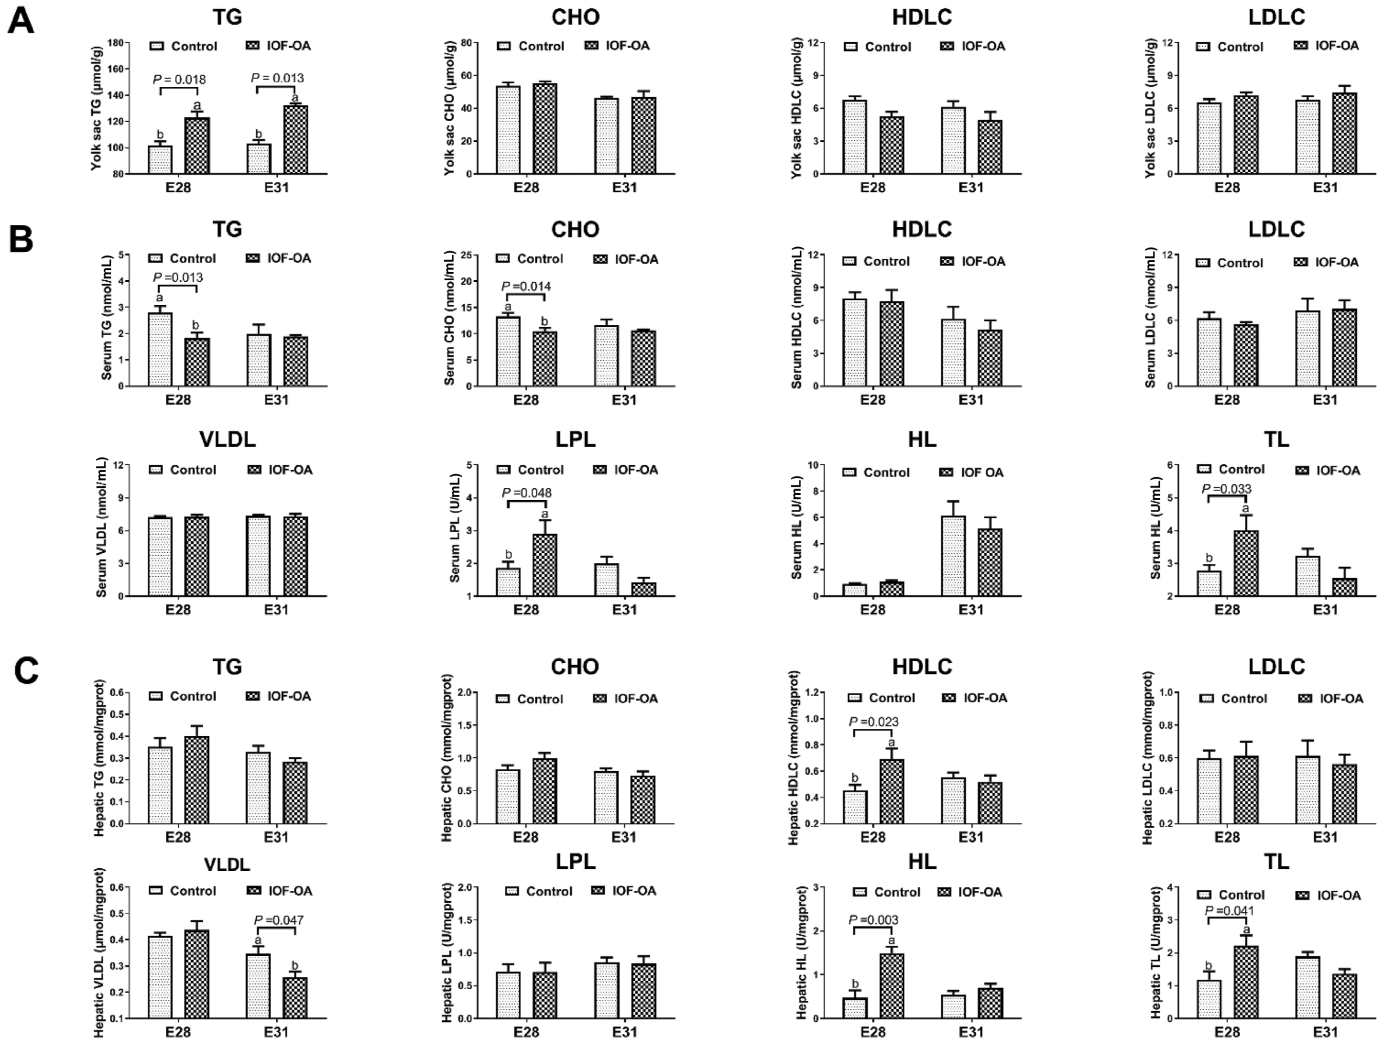 A
TG
Control IOF-OA
Yolk sac TG (μmol/g)
180
160
140
120
100
80
P = 0.018
P = 0.013
b
a
b
a
E28
E31
CHO
Control IOF-OA
Yolk sac CHO (μmol/g)
80
60
40
20
0
E28
E31
HDLC
Control IOF-OA
Yolk sac HDLC (μmol/g)
12
9
6
3
0
E28
E31
LDLC
Control IOF-OA
Yolk sac LDLC (μmol/g)
12
9
6
3
0
E28
E31
B
TG
Control IOF-OA
Serum TG (nmol/mL)
5
4
3
2
1
0
P =0.013
a
b
E28
E31
CHO
Control IOF-OA
Serum CHO (nmol/mL)
25
20
15
10
5
0
P =0.014
a
b
E28
E31
HDLC
Control IOF-OA
Serum HDLC (nmol/mL)
12
9
6
3
0
E28
E31
LDLC
Control IOF-OA
Serum LDLC (nmol/mL)
12
9
6
3
0
E28
E31
VLDL
Control IOF-OA
Serum VLDL (nmol/mL)
12
9
6
3
0
E28
E31
LPL
Control IOF-OA
Serum LPL (U/mL)
5
4
3
2
1
P =0.048
b
a
E28
E31
HL
Control IOF OA
Serum HL (U/mL)
10
8
6
4
2
0
E28
E31
TL
Control IOF-OA
Serum HL (U/mL)
6
5
4
3
2
P =0.033
b
a
E28
E31
C
TG
Control IOF-OA
Hepatic TG (mmol/mgprot)
0.6
0.5
0.4
0.3
0.2
0.1
0.0
E28
E31
CHO
Control IOF-OA
Hepatic CHO (mmol/mgprot)
2.0
1.5
1.0
0.5
0.0
E28
E31
HDLC
Control IOF-OA
Hepatic HDLC (mmol/mgprot)
1.2
1.0
0.8
0.6
0.4
0.2
P =0.023
b
a
E28
E31
LDLC
Control IOF-OA
Hepatic LDLC (mmol/mgprot)
1.0
0.8
0.6
0.4
0.2
E28
E31
VLDL
Control IOF-OA
Hepatic VLDL (μmol/mgprot)
0.6
0.5
0.4
0.3
0.2
0.1
P =0.047
a
b
E28
E31
LPL
Control IOF-OA
Hepatic LPL (U/mgprot)
2.0
1.5
1.0
0.5
0.0
E28
E31
HL
Control IOF-OA
Hepatic HL (U/mgprot)
3
2
1
0
P =0.003
b
a
E28
E31
TL
Control IOF-OA
Hepatic TL (U/mgprot)
4
3
2
1
0
P =0.041
b
a
E28
E31